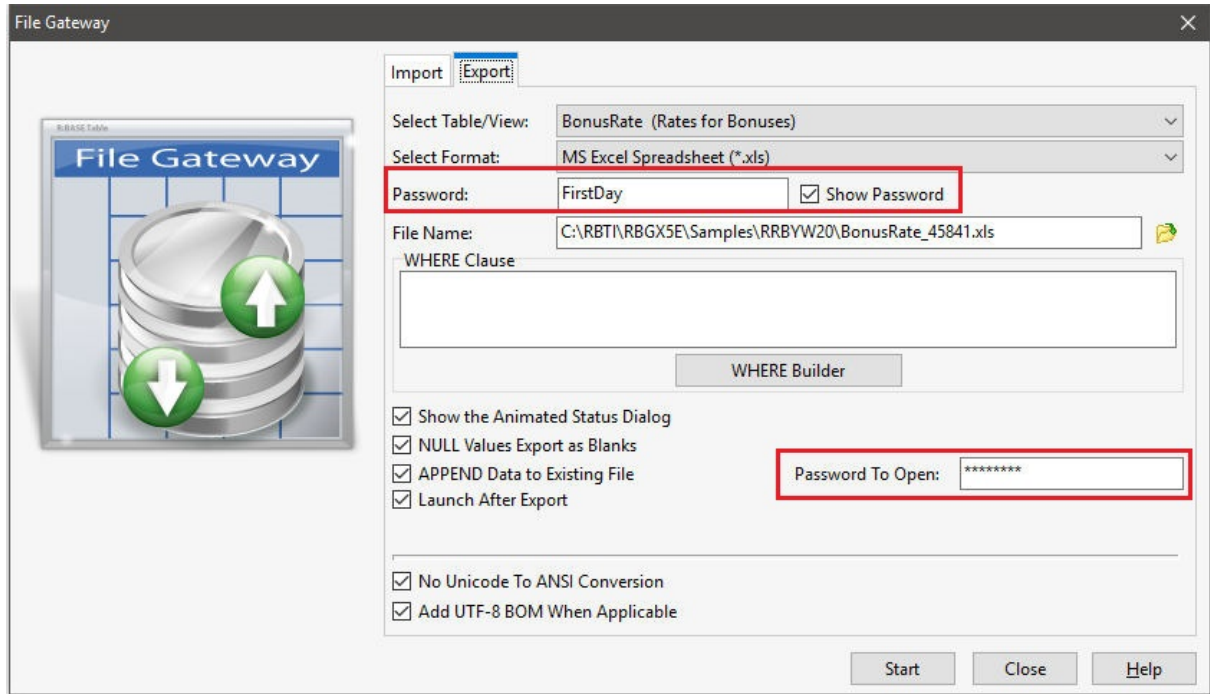 File Gateway
Import Export
R:BASE Table
File Gateway
Select Table/View: BonusRate (Rates for Bonuses)
Select Format: MS Excel Spreadsheet (*.xls)
Password: FirstDay Show Password
File Name: C:\RBTI\RBGX5E\Samples\RRBYW20\BonusRate_45841.xls
WHERE Clause
WHERE Builder
Show the Animated Status Dialog
NULL Values Export as Blanks
APPEND Data to Existing File Password To Open: ********
Launch After Export
No Unicode To ANSI Conversion
Add UTF-8 BOM When Applicable
Start Close Help